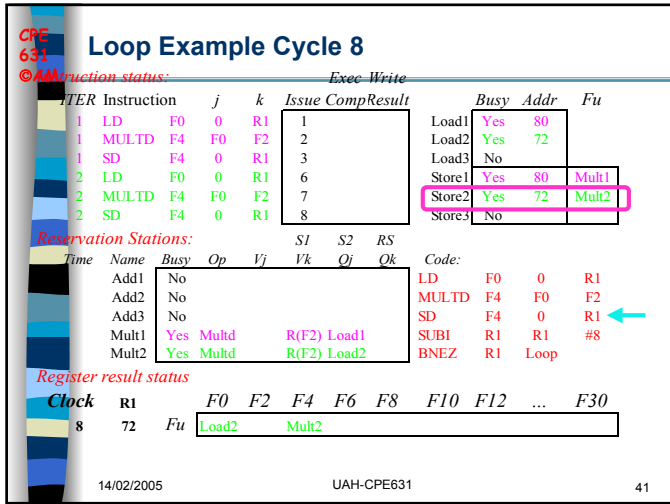 CPE
631
©AM
Loop Example Cycle 8
Instruction status: Exec Write
ITER Instruction j k Issue Comp Result Busy Addr Fu
1 LD F0 0 R1 1 Load1 Yes 80
1 MULTD F4 F0 F2 2 Load2 Yes 72
1 SD F4 0 R1 3 Load3 No
2 LD F0 0 R1 6 Store1 Yes 80 Mult1
2 MULTD F4 F0 F2 7 Store2 Yes 72 Mult2
2 SD F4 0 R1 8 Store3 No
Reservation Stations: S1 S2 RS
Time Name Busy Op Vj Vk Qj Qk Code:
Add1 No LD F0 0 R1
Add2 No MULTD F4 F0 F2
Add3 No SD F4 0 R1
Mult1 Yes Multd R(F2) Load1 SUBI R1 R1 #8
Mult2 Yes Multd R(F2) Load2 BNEZ R1 Loop
Register result status
Clock R1 F0 F2 F4 F6 F8 F10 F12 ... F30
8 72 Fu Load2 Mult2
14/02/2005 UAH-CPE631 41